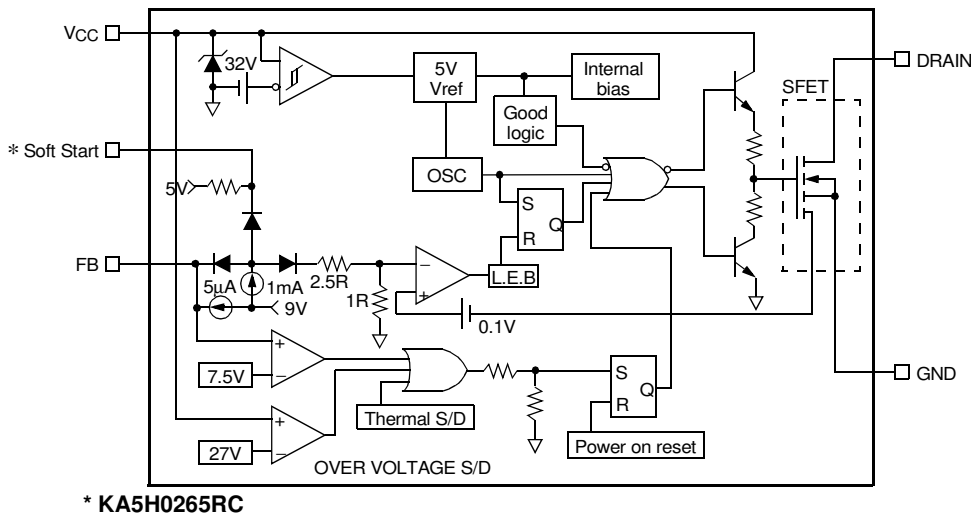 VCC
32V
5V
Vref
Internal
bias
DRAIN
SFET
Good
logic
* Soft Start
5V
OSC
S
R
Q
FB
5μA
1mA
9V
2.5R
1R
−
+
L.E.B
0.1V
+
−
7.5V
S
R
Q
GND
Thermal S/D
+
−
27V
Power on reset
OVER VOLTAGE S/D
* KA5H0265RC